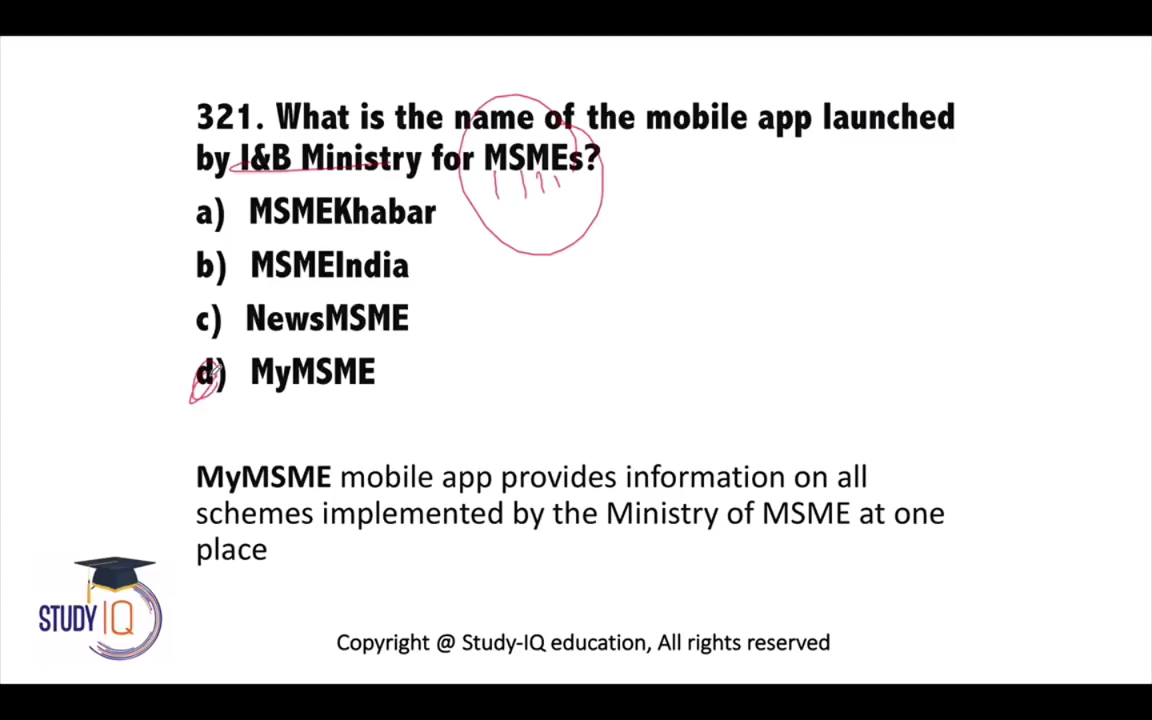 321. What is the name of the mobile app launched
by I&B Ministry for MSMEs?
a) MSMEKhabar
b) MSMEIndia
c) NewsMSME
d) MyMSME
MyMSME mobile app provides information on all
schemes implemented by the Ministry of MSME at one
place
STUDY IQ
Copyright @ Study-IQ education, All rights reserved